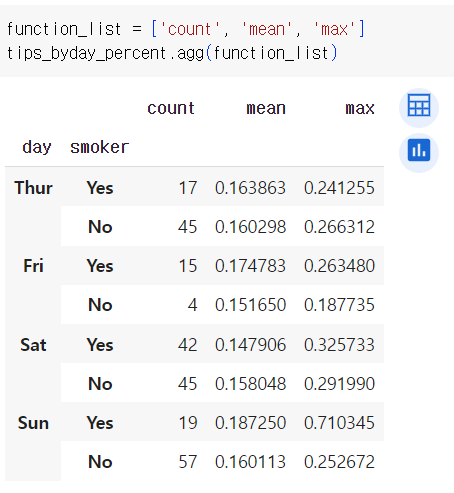 function_list = ['count', 'mean', 'max']
tips_byday_percent.agg(function_list)
count mean max
day smoker
Thur Yes 17 0.163863 0.241255
No 45 0.160298 0.266312
Fri Yes 15 0.174783 0.263480
No 4 0.151650 0.187735
Sat Yes 42 0.147906 0.325733
No 45 0.158048 0.291990
Sun Yes 19 0.187250 0.710345
No 57 0.160113 0.252672